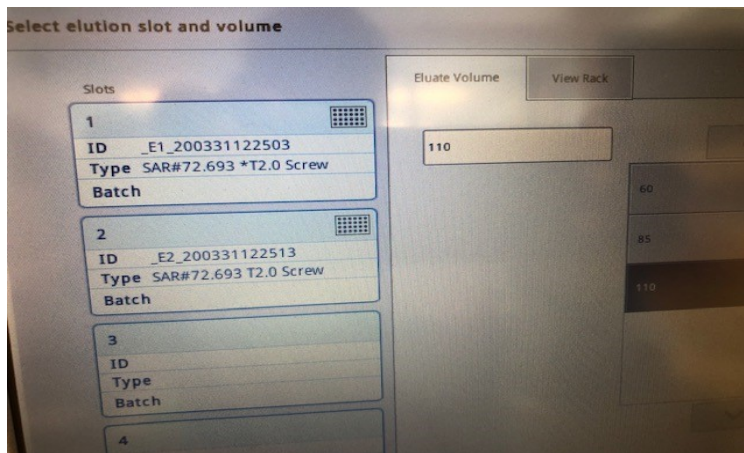 Select elution slot and volume
Slots
1
ID _E1_200331122503
Type SAR#72.693 *T2.0 Screw
Batch
2
ID _E2_200331122513
Type SAR#72.693 T2.0 Screw
Batch
3
ID
Type
Batch
4
Eluate Volume
View Rack
110
60
85
110